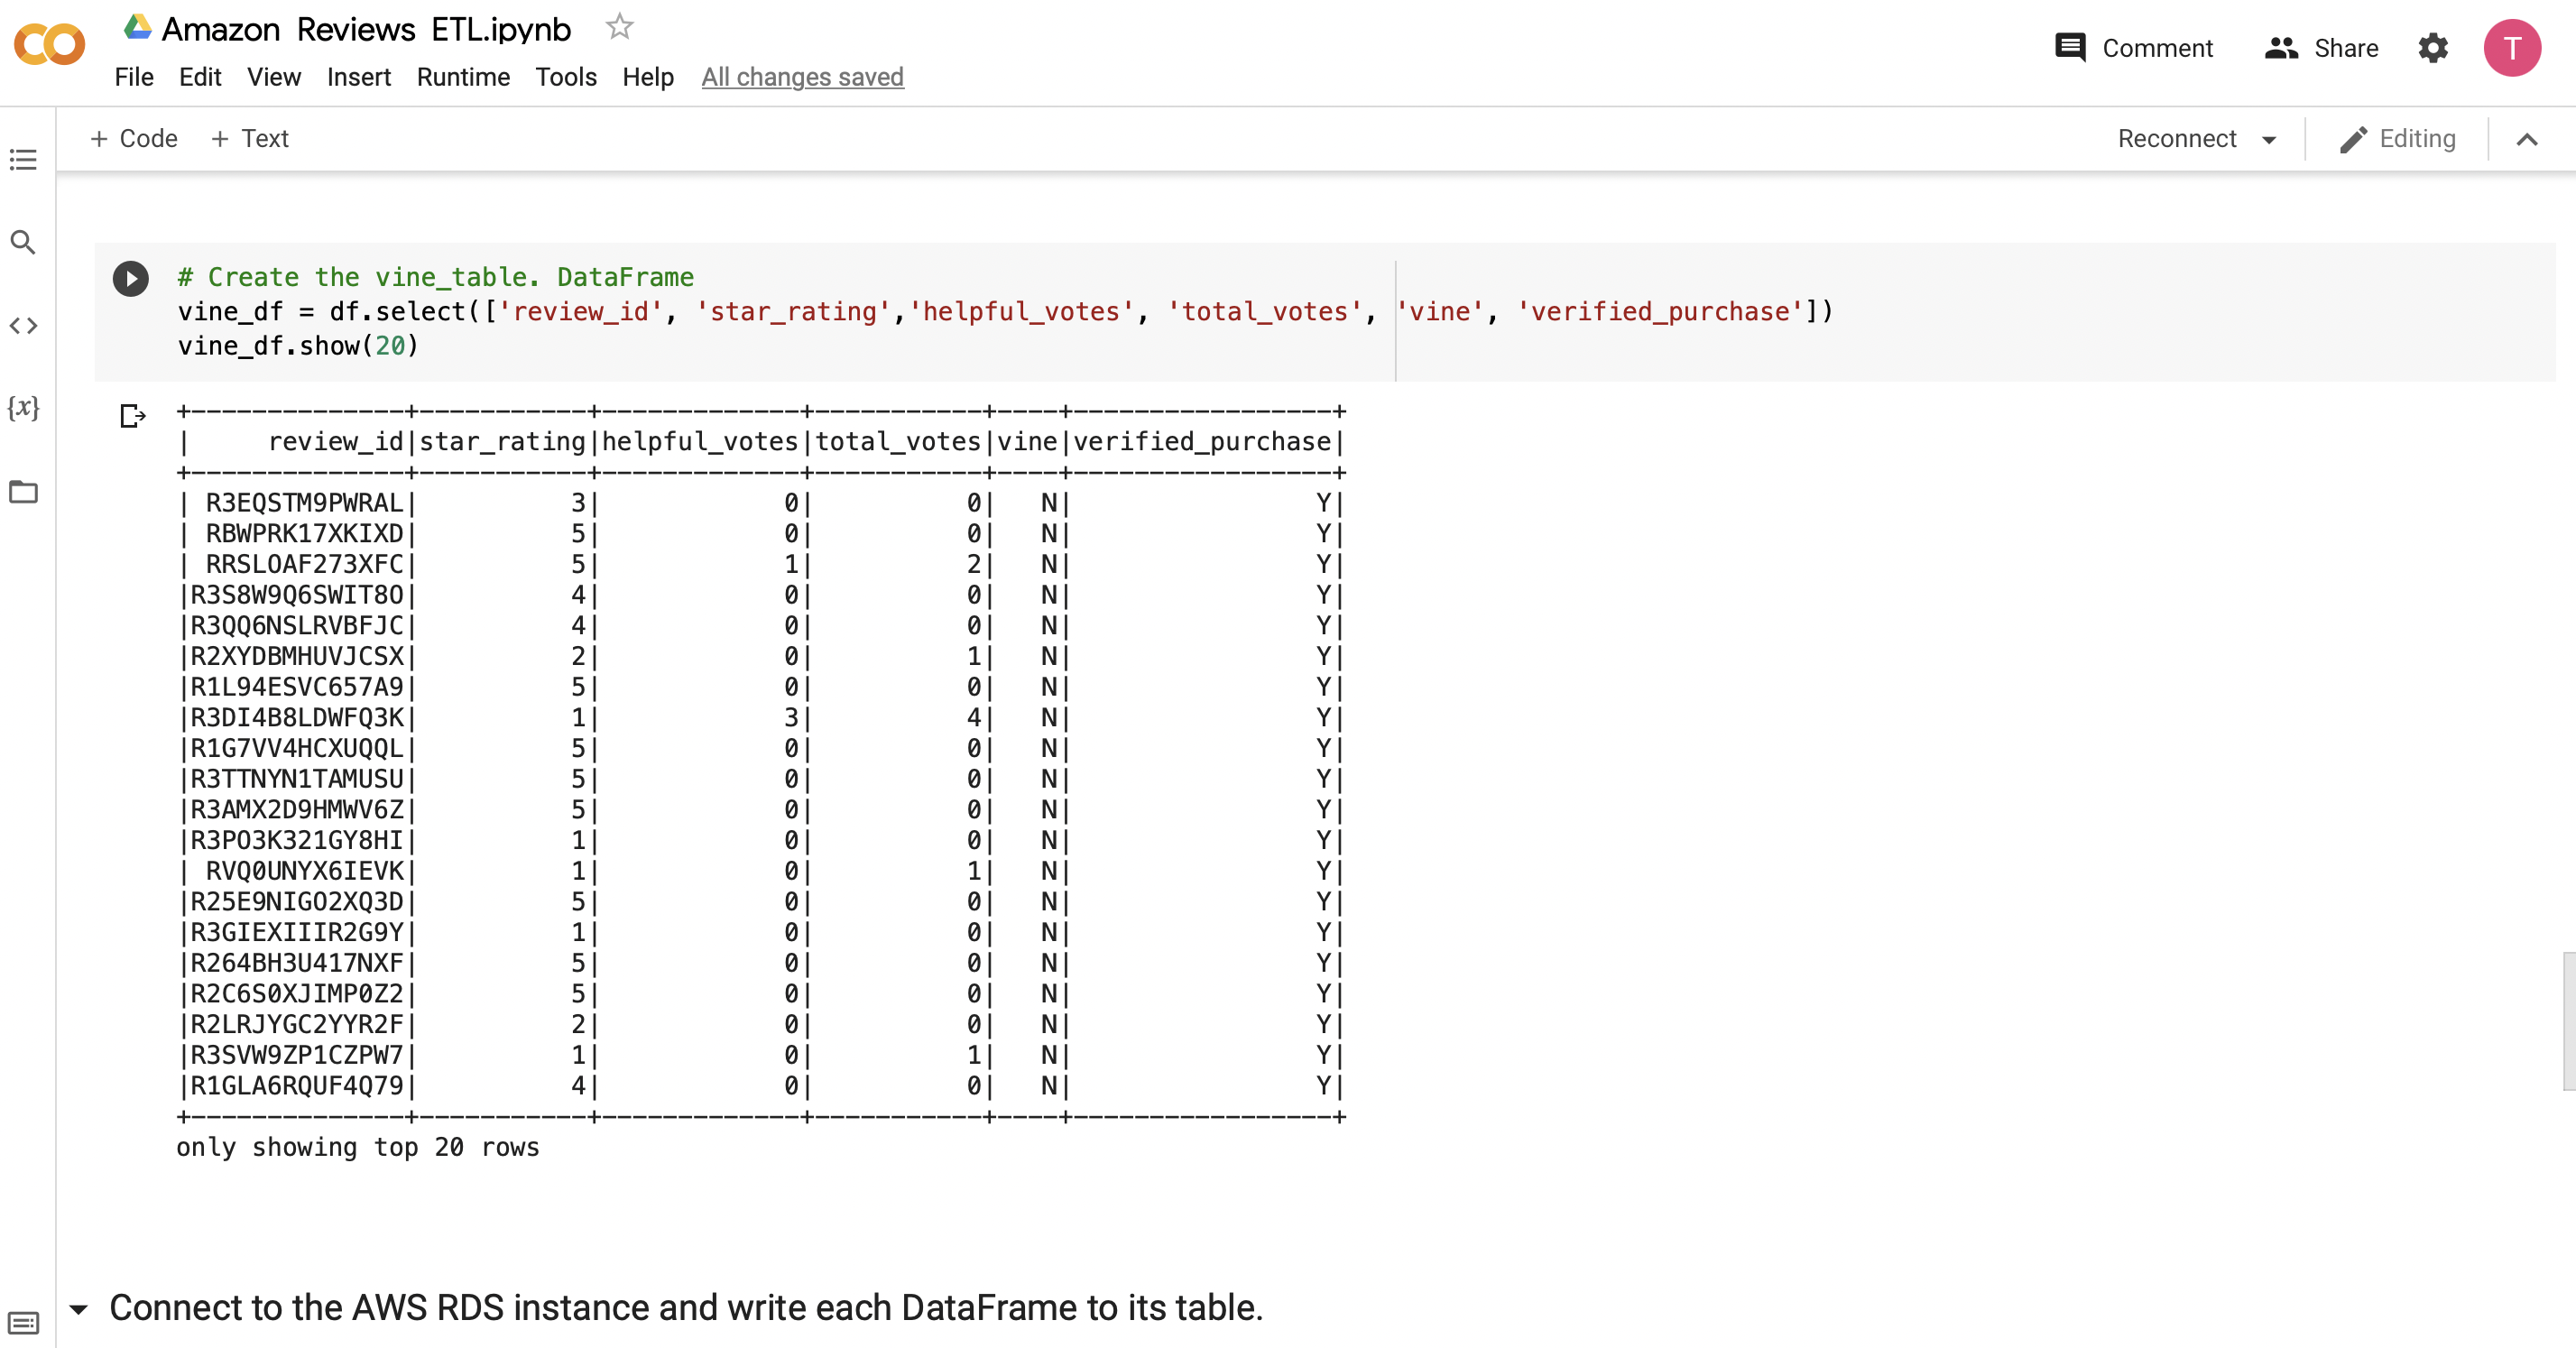 Amazon Reviews ETL.ipynb
File Edit View Insert Runtime Tools Help All changes saved
Comment Share T
+ Code + Text
Reconnect Editing
# Create the vine_table. DataFrame
vine_df = df.select(['review_id', 'star_rating','helpful_votes', 'total_votes', 'vine', 'verified_purchase'])
vine_df.show(20)
+--------------+-----------+-------------+-----------+----+-----------------+
|     review_id|star_rating|helpful_votes|total_votes|vine|verified_purchase|
+--------------+-----------+-------------+-----------+----+-----------------+
| R3EQSTM9PWRAL|          3|            0|          0|   N|                Y|
| RBWPRK17XKIXD|          5|            0|          0|   N|                Y|
| RRSLOAF273XFC|          5|            1|          2|   N|                Y|
|R3S8W9Q6SWIT8O|          4|            0|          0|   N|                Y|
|R3QQ6NSLRVBFJC|          4|            0|          0|   N|                Y|
|R2XYDBMHUVJCSX|          2|            0|          1|   N|                Y|
|R1L94ESVC657A9|          5|            0|          0|   N|                Y|
|R3DI4B8LDWFQ3K|          1|            3|          4|   N|                Y|
|R1G7VV4HCXUQQL|          5|            0|          0|   N|                Y|
|R3TTNYN1TAMUSU|          5|            0|          0|   N|                Y|
|R3AMX2D9HMWV6Z|          5|            0|          0|   N|                Y|
|R3PO3K321GY8HI|          1|            0|          0|   N|                Y|
| RVQ0UNYX6IEVK|          1|            0|          1|   N|                Y|
|R25E9NIGO2XQ3D|          5|            0|          0|   N|                Y|
|R3GIEXIIIR2G9Y|          1|            0|          0|   N|                Y|
|R264BH3U417NXF|          5|            0|          0|   N|                Y|
|R2C6S0XJIMP0Z2|          5|            0|          0|   N|                Y|
|R2LRJYGC2YYR2F|          2|            0|          0|   N|                Y|
|R3SVW9ZP1CZPW7|          1|            0|          1|   N|                Y|
|R1GLA6RQUF4Q79|          4|            0|          0|   N|                Y|
+--------------+-----------+-------------+-----------+----+-----------------+
only showing top 20 rows
Connect to the AWS RDS instance and write each DataFrame to its table.